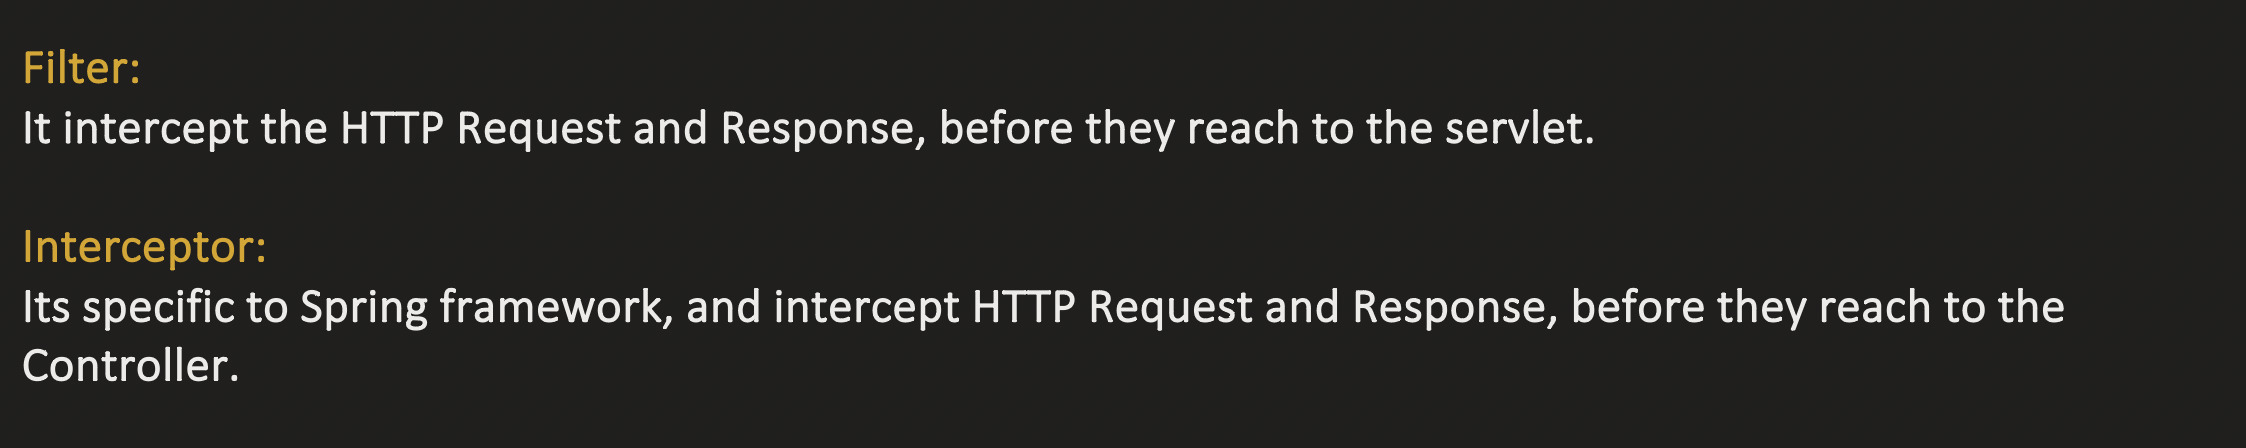 Filter:
It intercept the HTTP Request and Response, before they reach to the servlet.
Interceptor:
Its specific to Spring framework, and intercept HTTP Request and Response, before they reach to the
Controller.